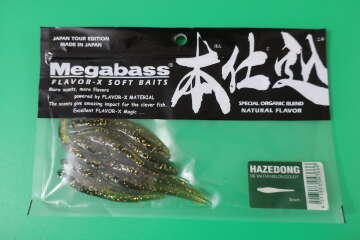 JAPAN TOUR EDITION
MADE IN JAPAN
Megabass®
FLAVOR-X SOFT BAITS
More scents, more flavors
powered by FLAVOR-X MATERIAL
The scents give amazing impact for the clever fish.
Excellent FLAVOR-X Magic
本仕込
SPECIAL ORGANIC BLEND
NATURAL FLAVOR
HAZEDONG
3inch